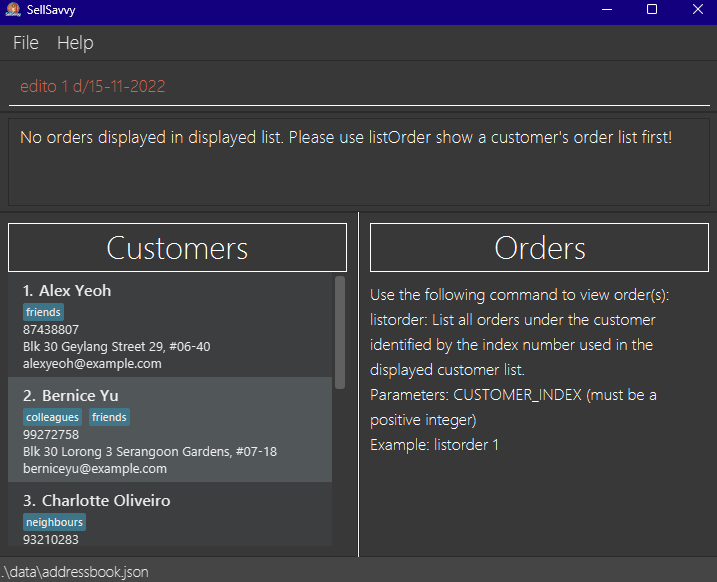 SellSavvy
File Help
edito 1 d/15-11-2022
No orders displayed in displayed list. Please use listOrder show a customer's order list first!
Customers
1. Alex Yeoh
friends
87438807
Blk 30 Geylang Street 29, #06-40
alexyeoh@example.com
2. Bernice Yu
colleagues friends
99272758
Blk 30 Lorong 3 Serangoon Gardens, #07-18
berniceyu@example.com
3. Charlotte Oliveiro
neighbours
93210283
Orders
Use the following command to view order(s):
listorder: List all orders under the customer
identified by the index number used in the
displayed customer list.
Parameters: CUSTOMER_INDEX (must be a
positive integer)
Example: listorder 1
.\data\addressbook.json